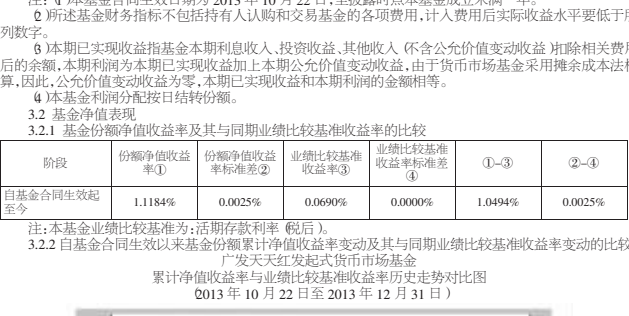 注:(1)本基金合同生效日期为 2013 年 10 月 22 日,至披露时点本基金成立未满一年。
(2)所述基金财务指标不包括持有人认购和交易基金的各项费用,计入费用后实际收益水平要低于所
列数字。
(3)本期已实现收益指基金本期利息收入、投资收益、其他收入(不含公允价值变动收益)扣除相关费用
后的余额,本期利润为本期已实现收益加上本期公允价值变动收益,由于货币市场基金采用摊余成本法核
算,因此,公允价值变动收益为零,本期已实现收益和本期利润的金额相等。
(4)本基金利润分配按日结转份额。
3.2 基金净值表现
3.2.1 基金份额净值收益率及其与同期业绩比较基准收益率的比较
阶段 份额净值收益率① 份额净值收益率标准差② 业绩比较基准收益率③ 业绩比较基准收益率标准差④ ①-③ ②-④
自基金合同生效起至今 1.1184% 0.0025% 0.0690% 0.0000% 1.0494% 0.0025%
注:本基金业绩比较基准为:活期存款利率(税后)。
3.2.2 自基金合同生效以来基金份额累计净值收益率变动及其与同期业绩比较基准收益率变动的比较
广发天天红发起式货币市场基金
累计净值收益率与业绩比较基准收益率历史走势对比图
(2013 年 10 月 22 日至 2013 年 12 月 31 日)